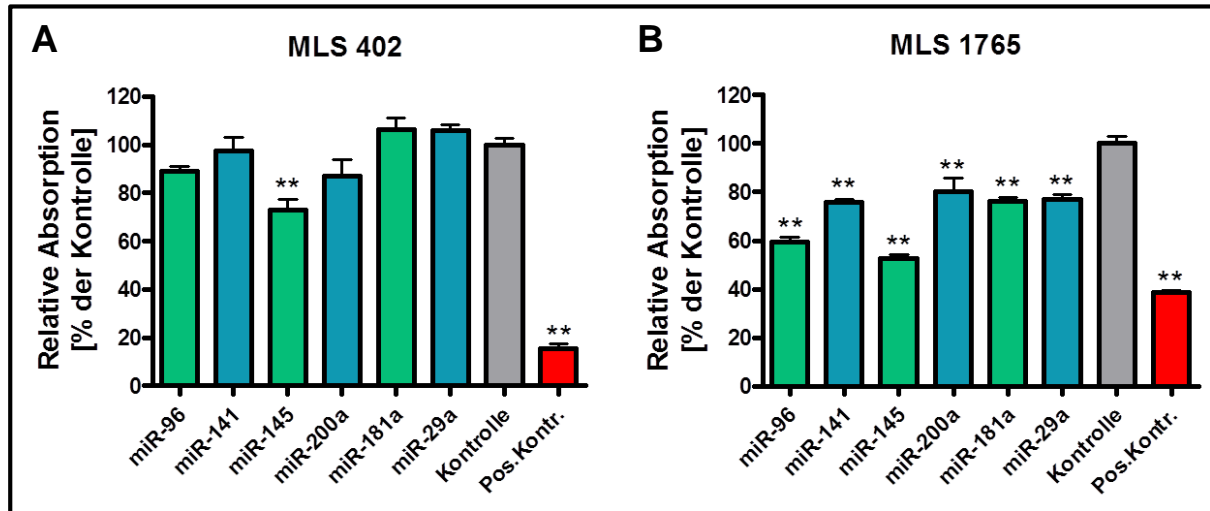 A
MLS 402
Relative Absorption
[% der Kontrolle]
120
100
80
60
40
20
0
**
**
miR-96
miR-141
miR-145
miR-200a
miR-181a
miR-29a
Kontrolle
Pos.Kontr.
B
MLS 1765
Relative Absorption
[% der Kontrolle]
120
100
80
60
40
20
0
**
**
**
**
**
**
**
miR-96
miR-141
miR-145
miR-200a
miR-181a
miR-29a
Kontrolle
Pos.Kontr.